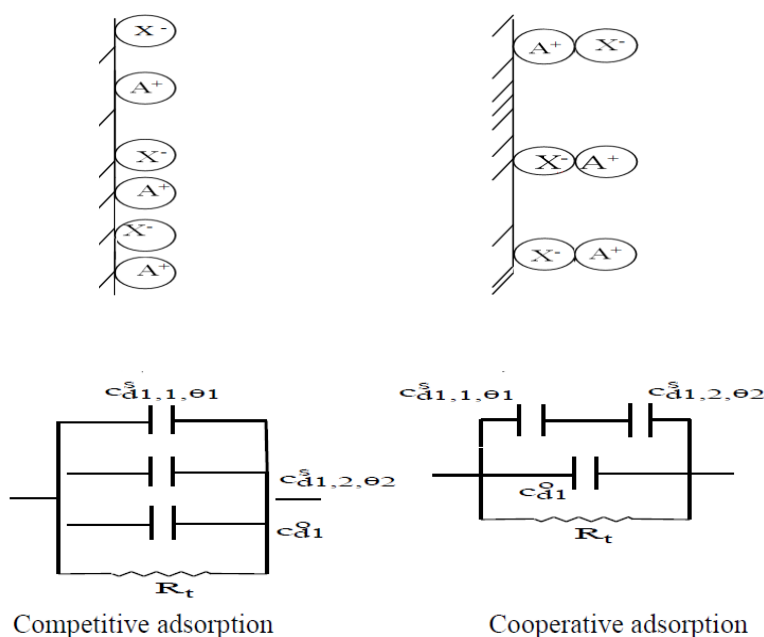 X⁻
A⁺ X⁻
A⁺
X⁻
X⁻ A⁺
A⁺
X⁻
X⁻ A⁺
A⁺
cˢd1,1,θ1
cˢd1,1,θ1 cˢd1,2,θ2
cˢd1,2,θ2
c°d1
c°d1
Rt
Rt
Competitive adsorption Cooperative adsorption